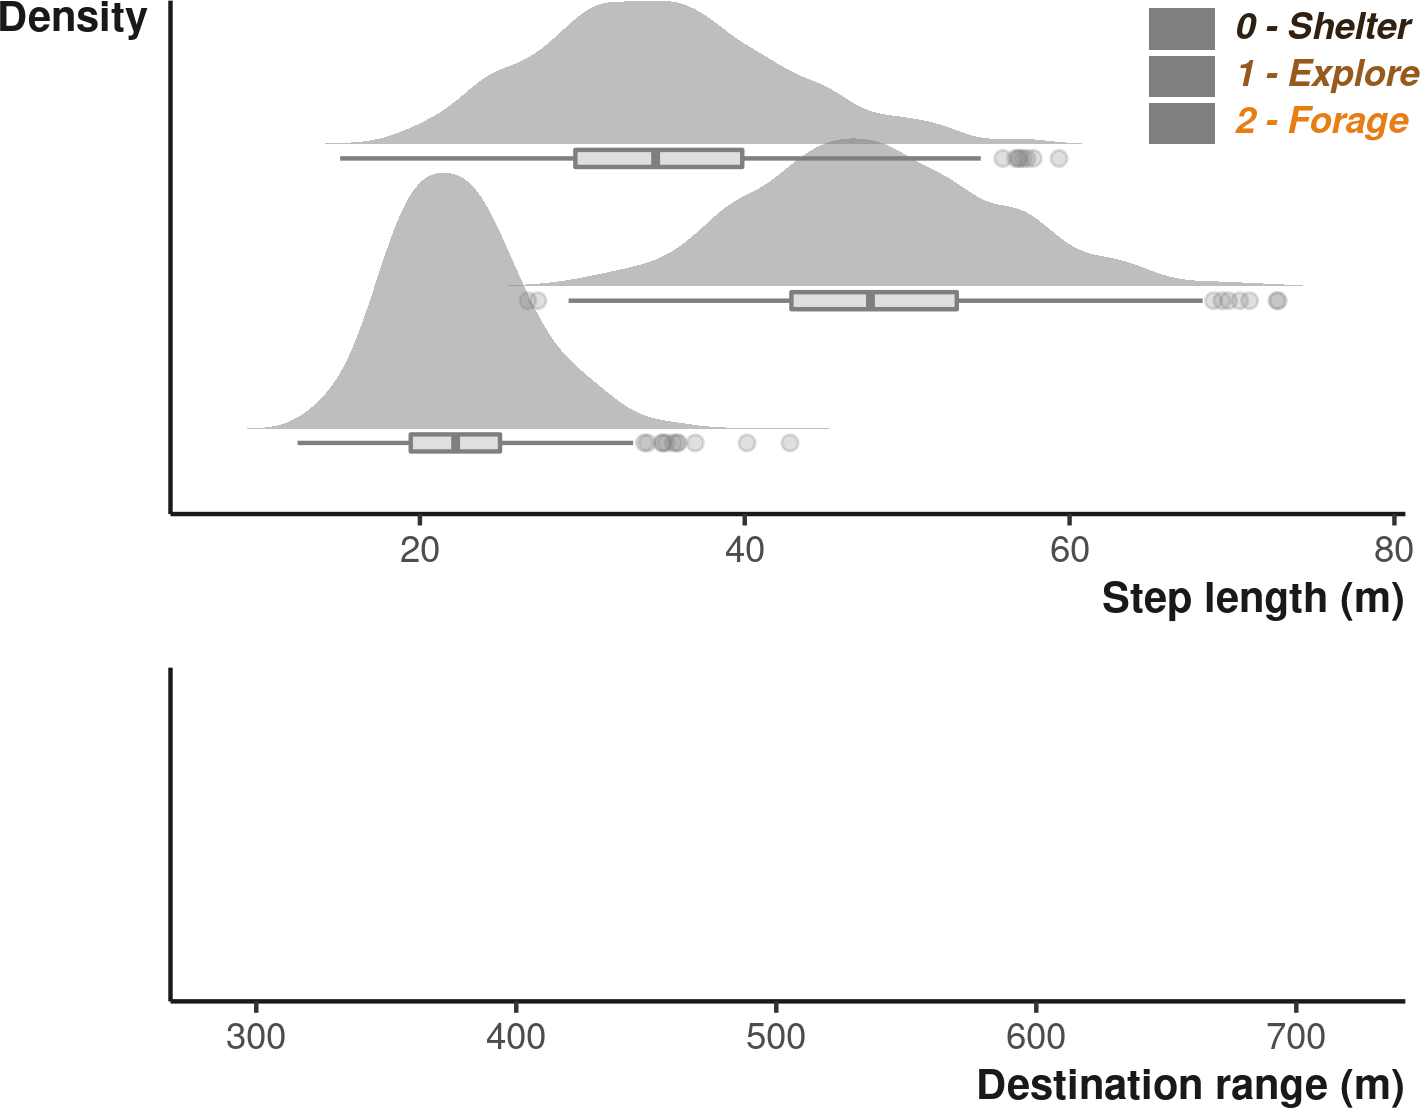 Density
0 - Shelter
1 - Explore
2 - Forage
20 40 60 80
Step length (m)
300 400 500 600 700
Destination range (m)